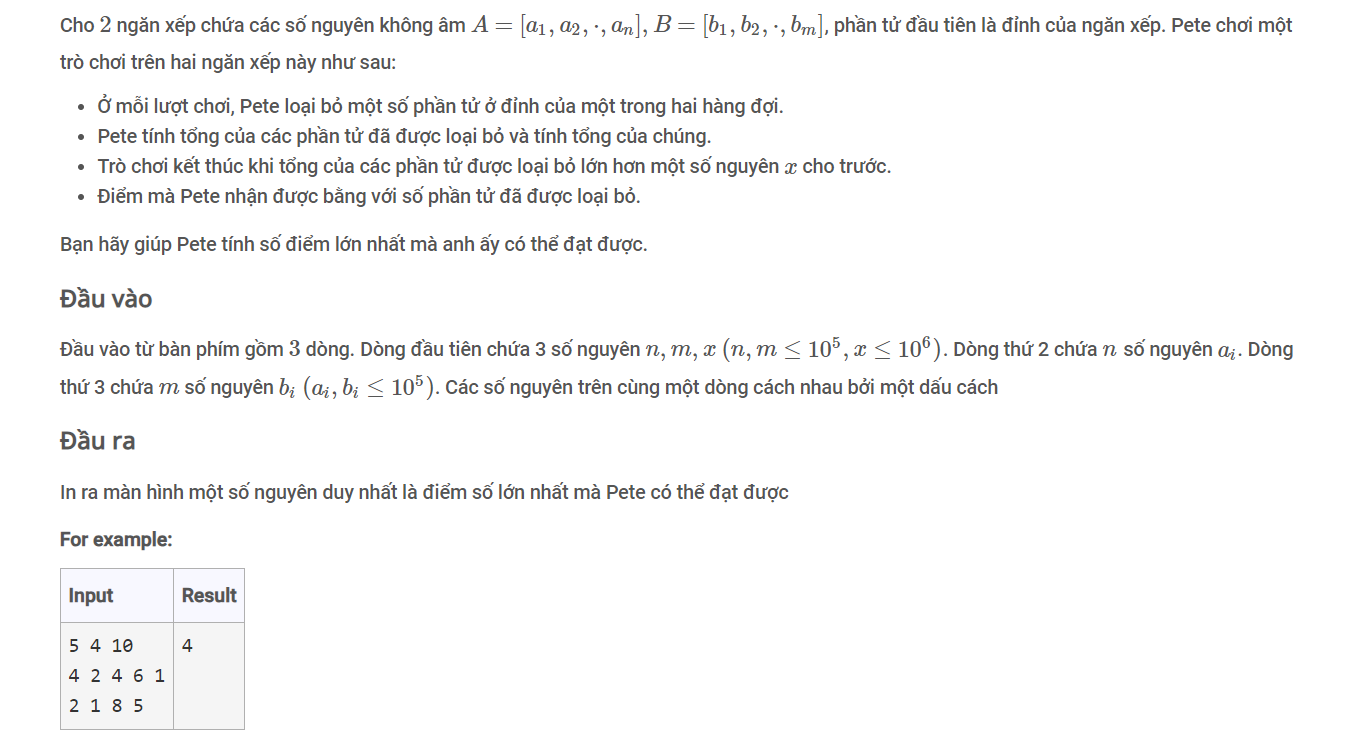 Cho 2 ngăn xếp chứa các số nguyên không âm A = [a₁, a₂, ·, aₙ], B = [b₁, b₂, ·, bₘ], phần tử đầu tiên là đỉnh của ngăn xếp. Pete chơi một
trò chơi trên hai ngăn xếp này như sau:
• Ở mỗi lượt chơi, Pete loại bỏ một số phần tử ở đỉnh của một trong hai hàng đợi.
• Pete tính tổng của các phần tử đã được loại bỏ và tính tổng của chúng.
• Trò chơi kết thúc khi tổng của các phần tử được loại bỏ lớn hơn một số nguyên x cho trước.
• Điểm mà Pete nhận được bằng với số phần tử đã được loại bỏ.
Bạn hãy giúp Pete tính số điểm lớn nhất mà anh ấy có thể đạt được.
Đầu vào
Đầu vào từ bàn phím gồm 3 dòng. Dòng đầu tiên chứa 3 số nguyên n, m, x (n, m ≤ 10⁵, x ≤ 10⁶). Dòng thứ 2 chứa n số nguyên aᵢ. Dòng
thứ 3 chứa m số nguyên bᵢ (aᵢ, bᵢ ≤ 10⁵). Các số nguyên trên cùng một dòng cách nhau bởi một dấu cách
Đầu ra
In ra màn hình một số nguyên duy nhất là điểm số lớn nhất mà Pete có thể đạt được
For example:
Input Result
5 4 10 4
4 2 4 6 1
2 1 8 5